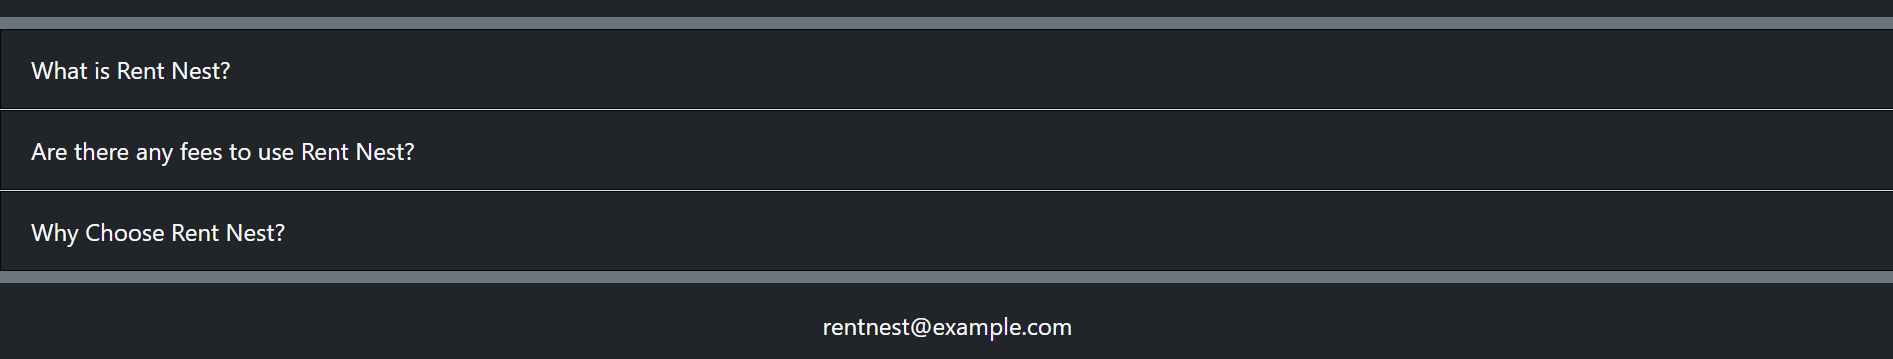 What is Rent Nest?
Are there any fees to use Rent Nest?
Why Choose Rent Nest?
rentnest@example.com